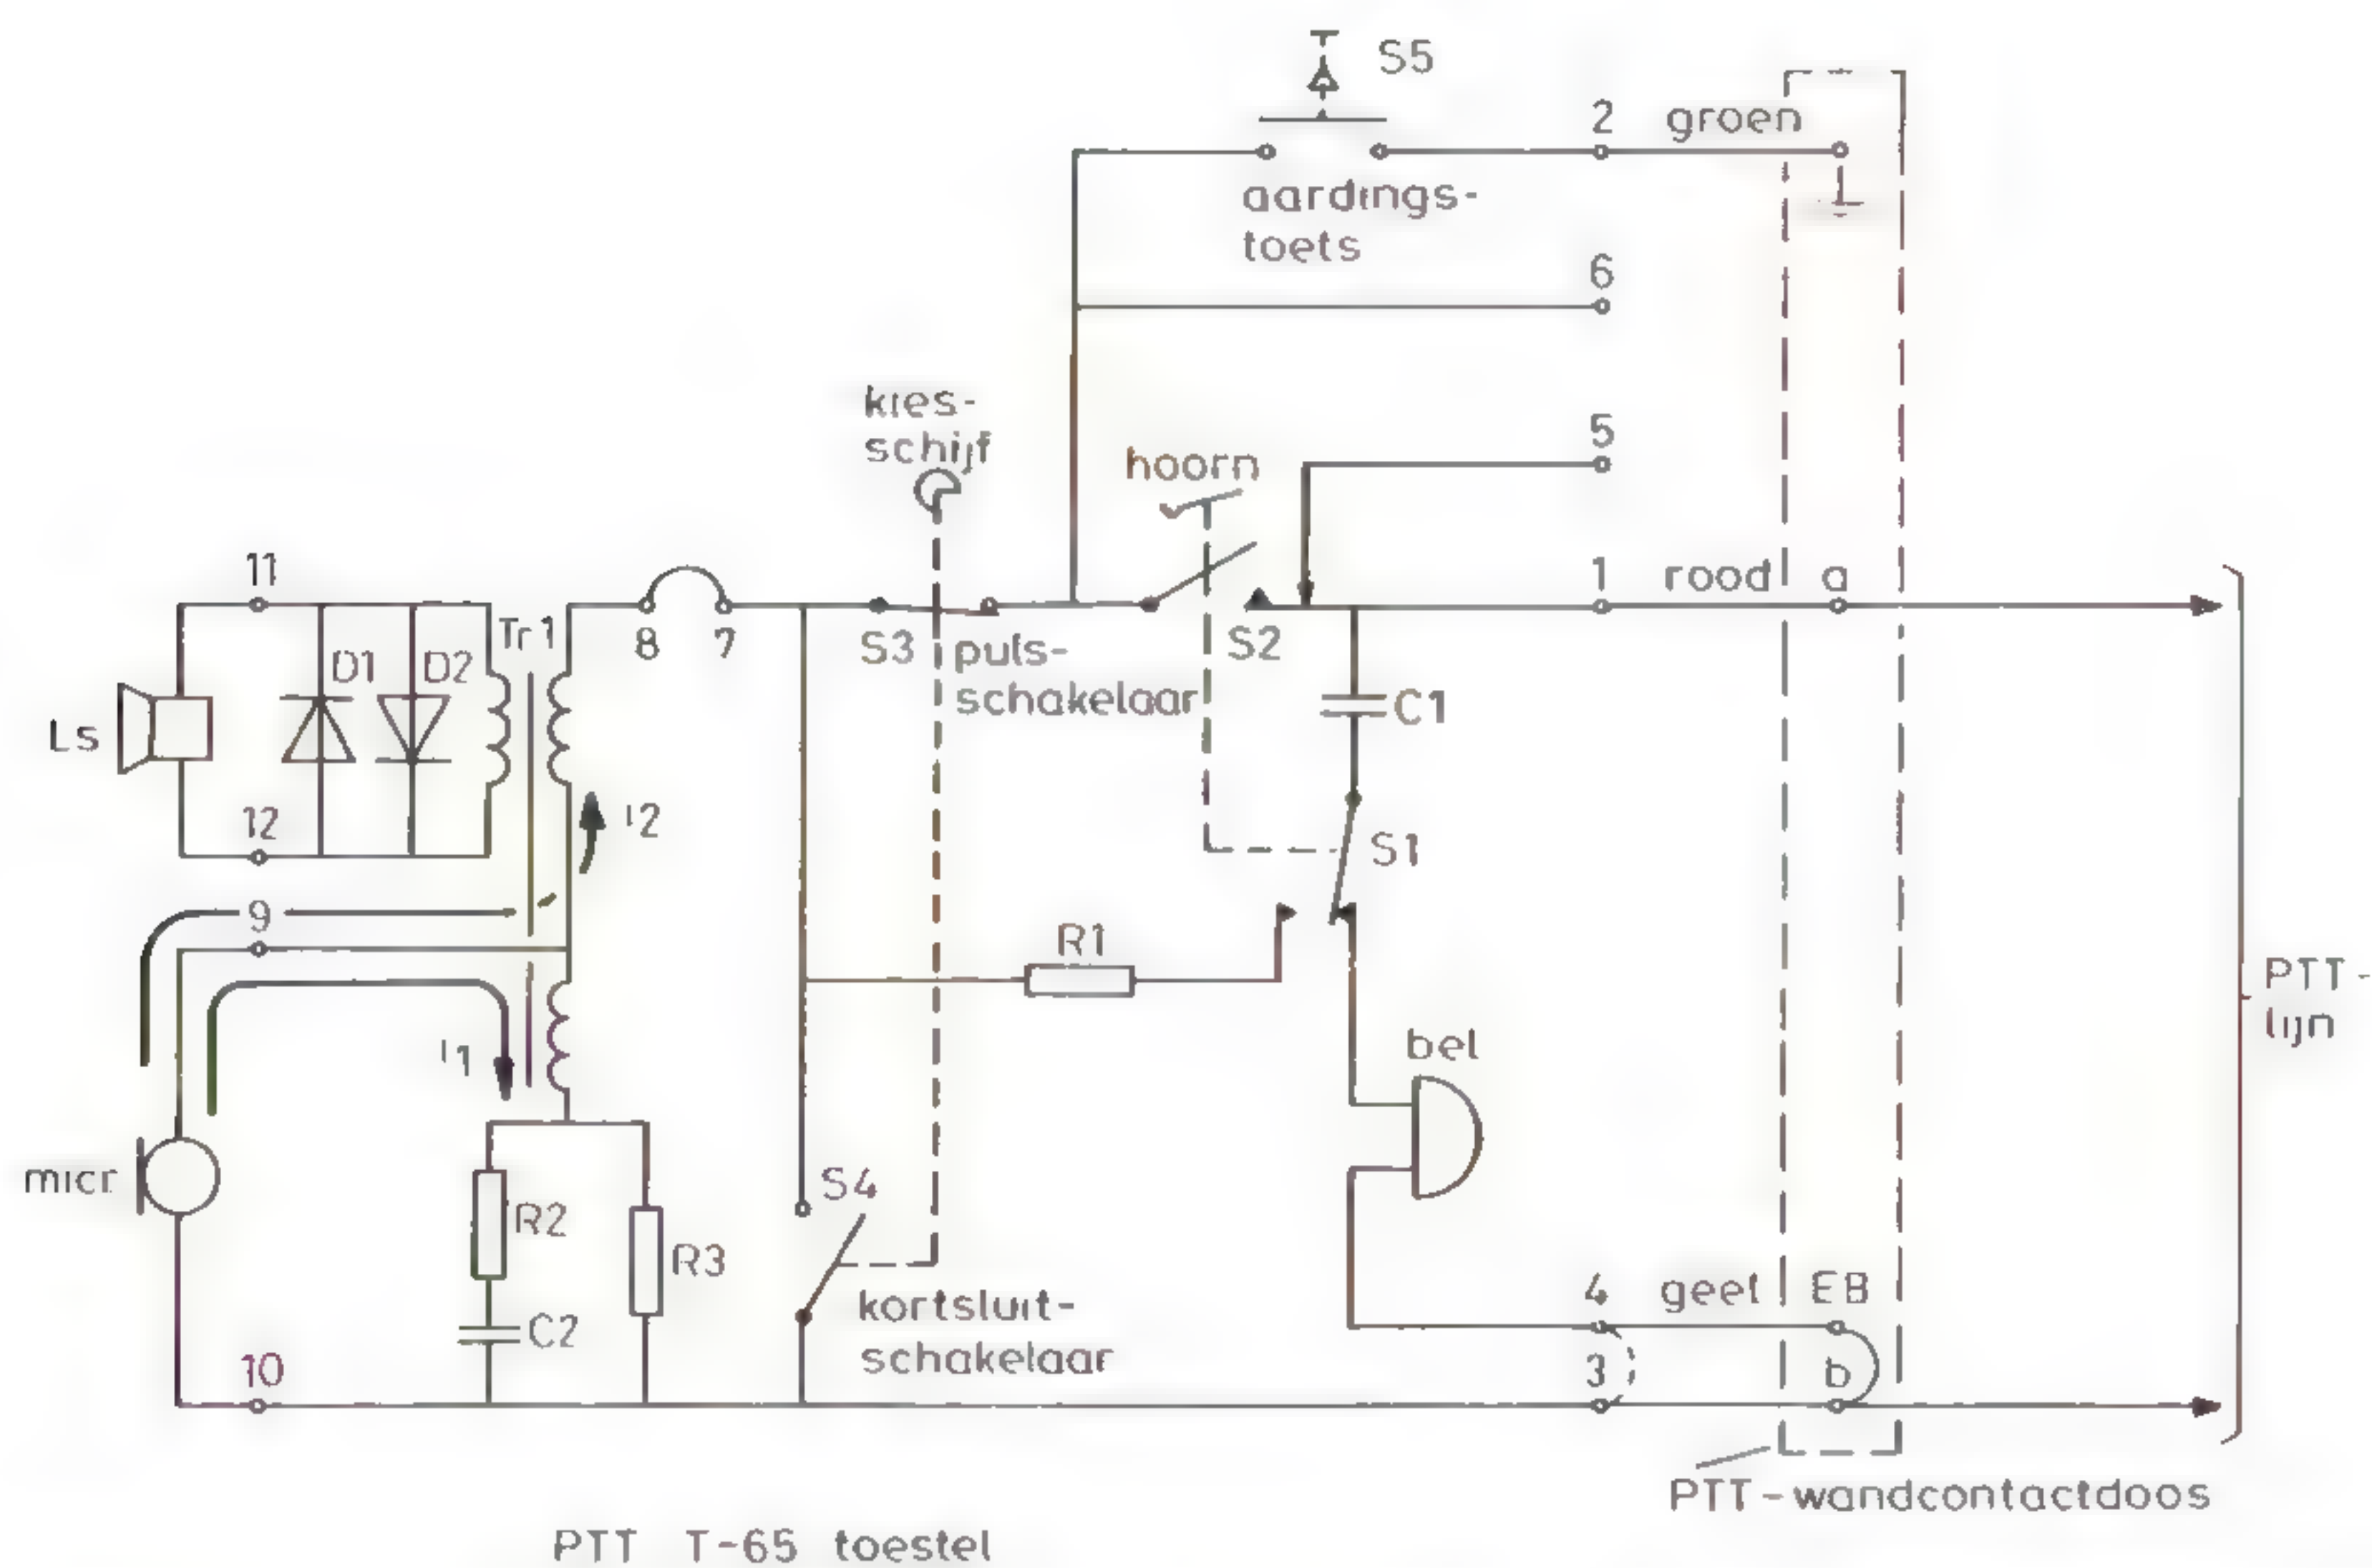 S5
2
groen
aardings-
toets
6
kies-
schijf
hoorn
5
11
Tr1
8
7
S3
puls-
schakelaar
S2
1
rood
a
D1
D2
Ls
C1
12
i2
S1
9
R1
PTT-
lijn
i1
bel
micr
R2
S4
R3
4
geel
EB
C2
kortsluit-
schakelaar
3
b
10
PTT-wandcontactdoos
PTT T-65 toestel